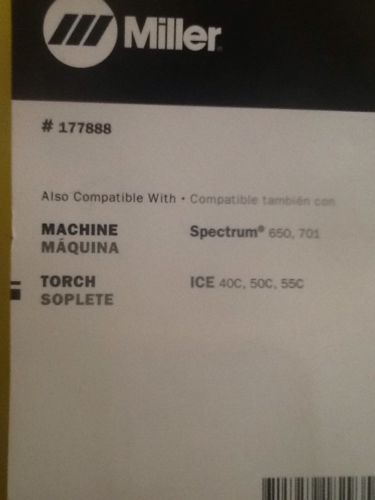 Miller®
# 177888
Also Compatible With • Compatible también con
MACHINE Spectrum® 650, 701
MÁQUINA
TORCH ICE 40C, 50C, 55C
SOPLETE